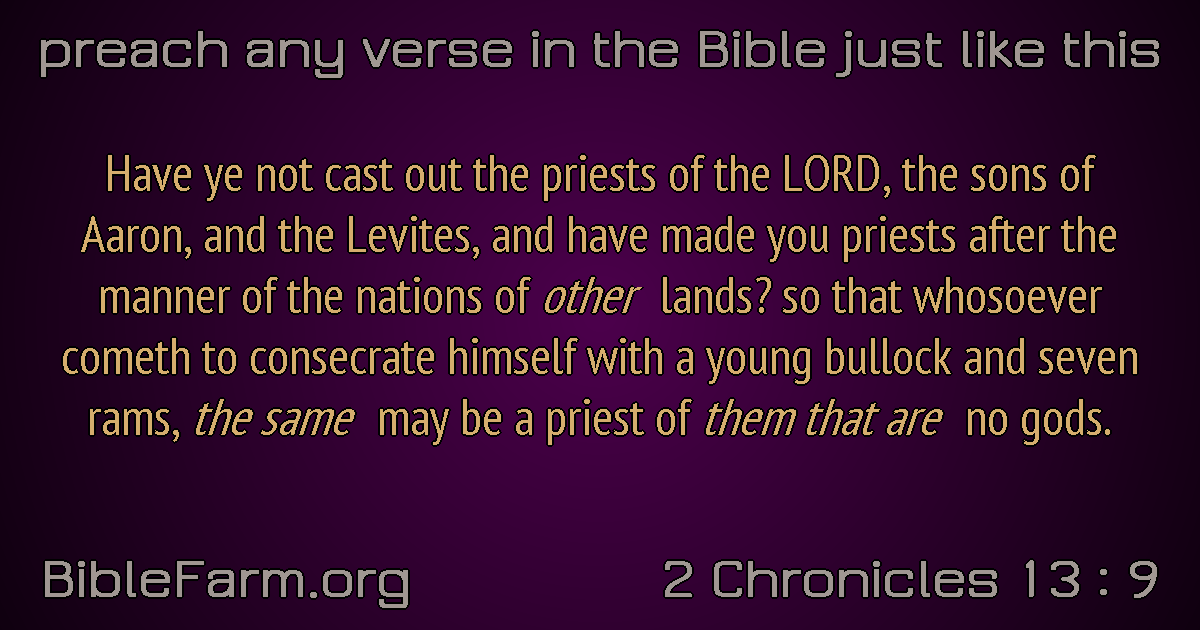 preach any verse in the Bible just like this
Have ye not cast out the priests of the LORD, the sons of
Aaron, and the Levites, and have made you priests after the
manner of the nations of other lands? so that whosoever
cometh to consecrate himself with a young bullock and seven
rams, the same may be a priest of them that are no gods.
BibleFarm.org
2 Chronicles 13 : 9